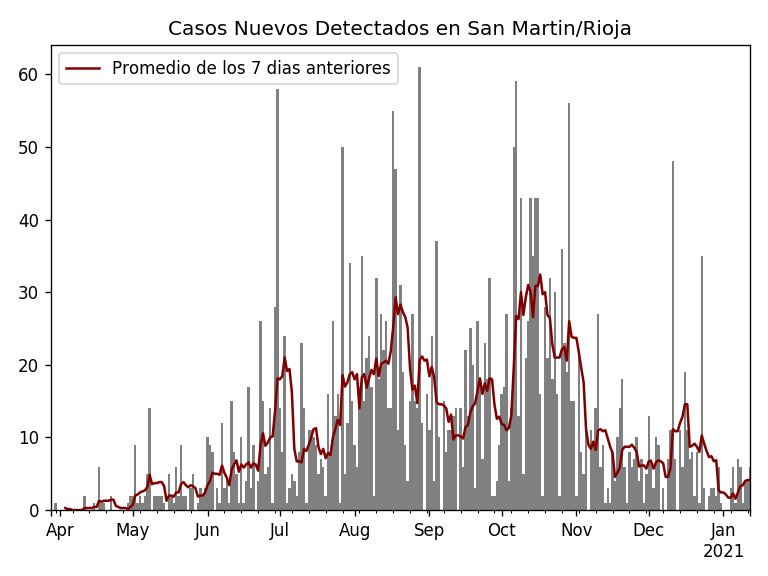 Casos Nuevos Detectados en San Martin/Rioja
Promedio de los 7 dias anteriores
60
50
40
30
20
10
0
Apr May Jun Jul Aug Sep Oct Nov Dec Jan
2021